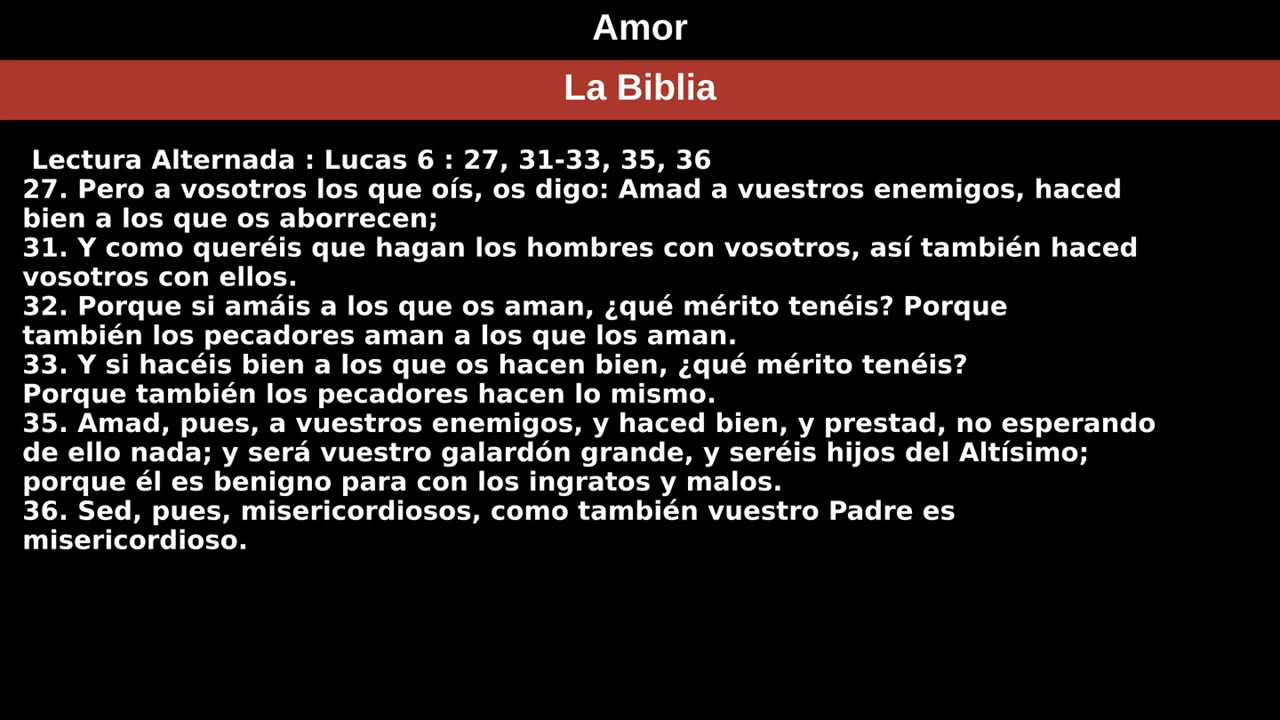 Amor
La Biblia
Lectura Alternada : Lucas 6 : 27, 31-33, 35, 36
27. Pero a vosotros los que oís, os digo: Amad a vuestros enemigos, haced
bien a los que os aborrecen;
31. Y como queréis que hagan los hombres con vosotros, así también haced
vosotros con ellos.
32. Porque si amáis a los que os aman, ¿qué mérito tenéis? Porque
también los pecadores aman a los que los aman.
33. Y si hacéis bien a los que os hacen bien, ¿qué mérito tenéis?
Porque también los pecadores hacen lo mismo.
35. Amad, pues, a vuestros enemigos, y haced bien, y prestad, no esperando
de ello nada; y será vuestro galardón grande, y seréis hijos del Altísimo;
porque él es benigno para con los ingratos y malos.
36. Sed, pues, misericordiosos, como también vuestro Padre es
misericordioso.